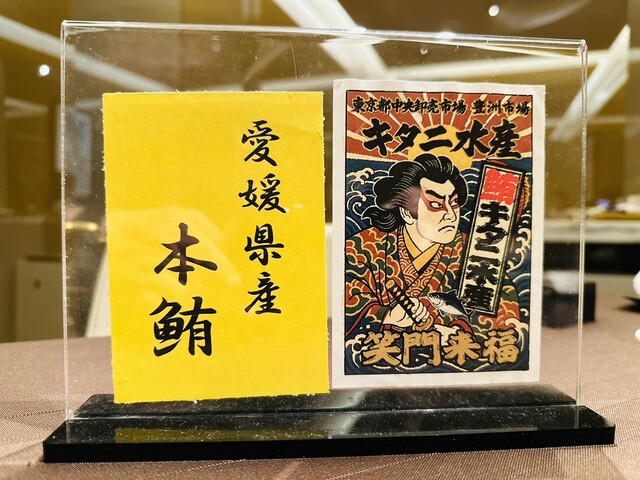 愛媛県産
本鮪
東京都中央卸売市場 豊洲市場
キタニ水産
鮪キタニ水産
笑門来福